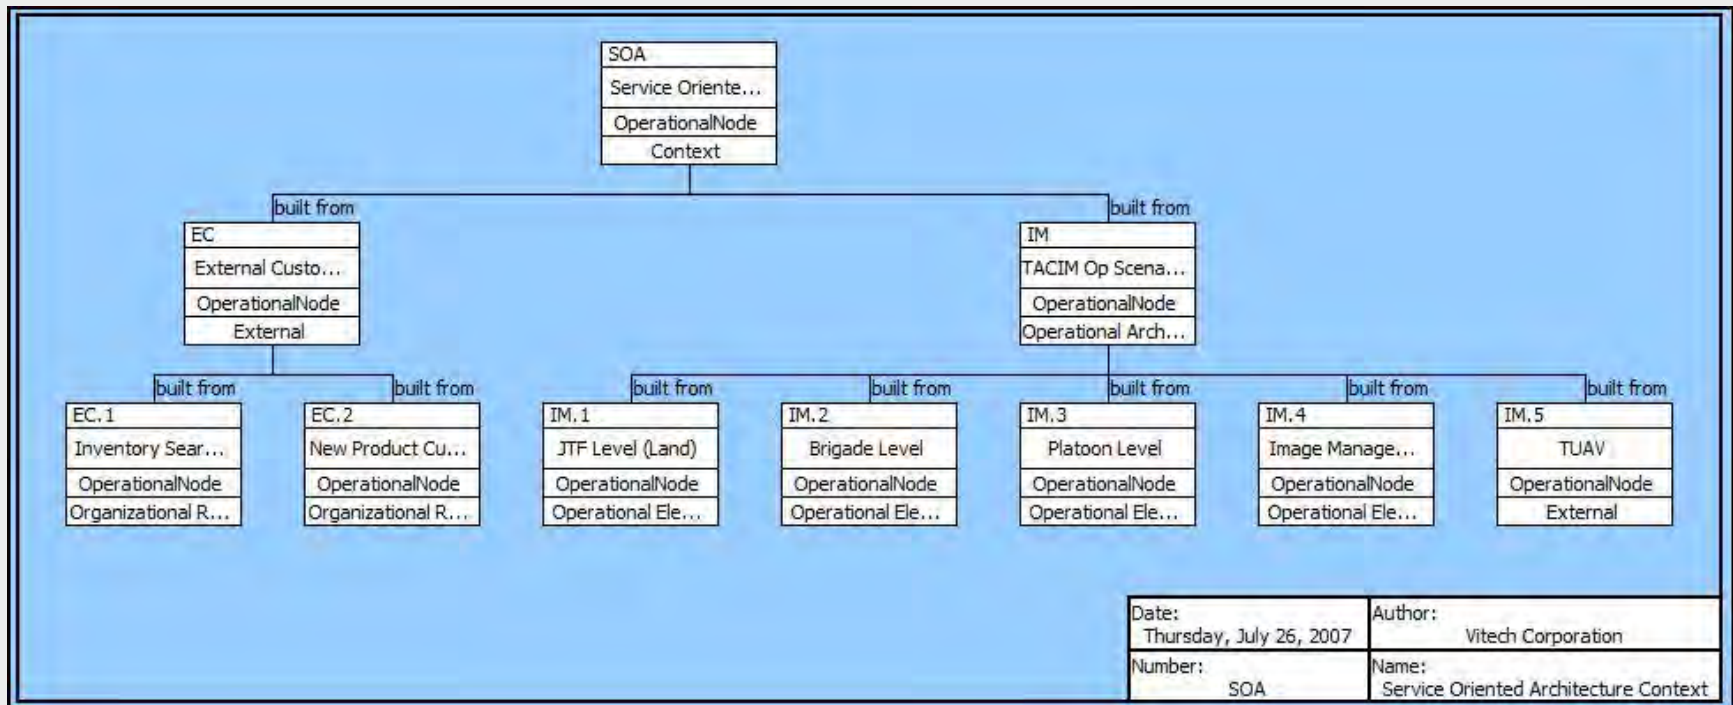 SOA
Service Oriente...
OperationalNode
Context
built from
built from
EC
External Custo...
OperationalNode
External
IM
TACIM Op Scena...
OperationalNode
Operational Arch...
built from
built from
built from
built from
built from
built from
built from
EC.1
Inventory Sear...
OperationalNode
Organizational R...
EC.2
New Product Cu...
OperationalNode
Organizational R...
IM.1
JTF Level (Land)
OperationalNode
Operational Ele...
IM.2
Brigade Level
OperationalNode
Operational Ele...
IM.3
Platoon Level
OperationalNode
Operational Ele...
IM.4
Image Manage...
OperationalNode
Operational Ele...
IM.5
TUAV
OperationalNode
External
Date:
Thursday, July 26, 2007
Author:
Vitech Corporation
Number:
SOA
Name:
Service Oriented Architecture Context